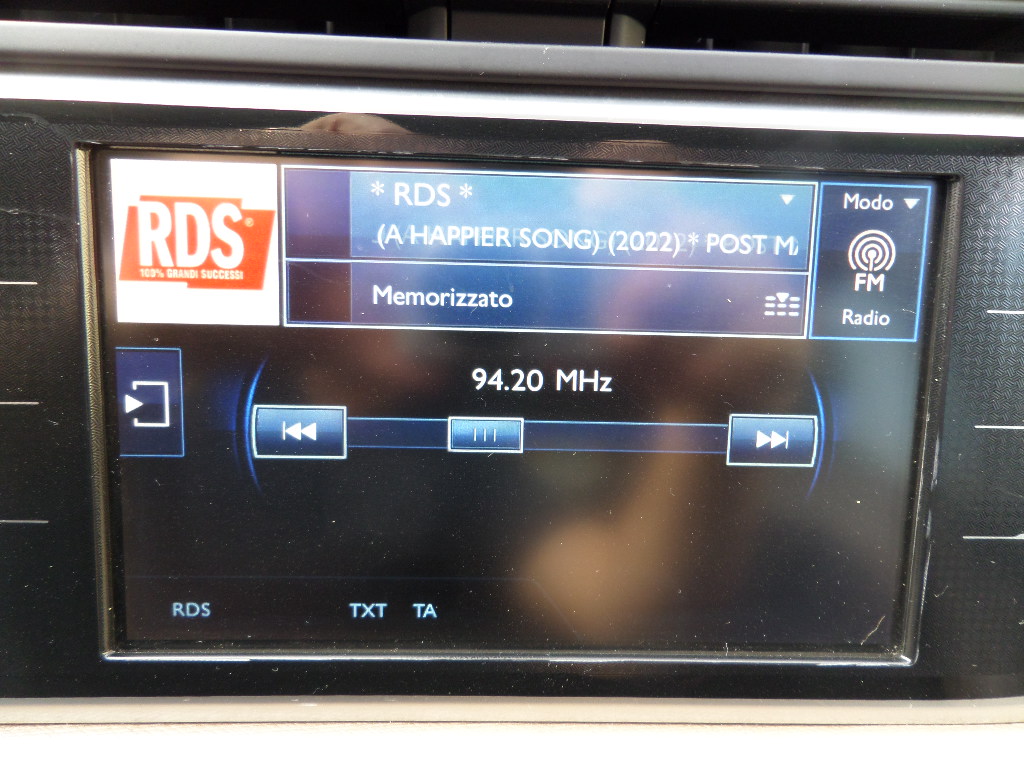 RDS®
100% GRANDI SUCCESSI
* RDS *
(A HAPPIER SONG) (2022) * POST M
Memorizzato
Modo
FM
Radio
94.20 MHz
RDS TXT TA